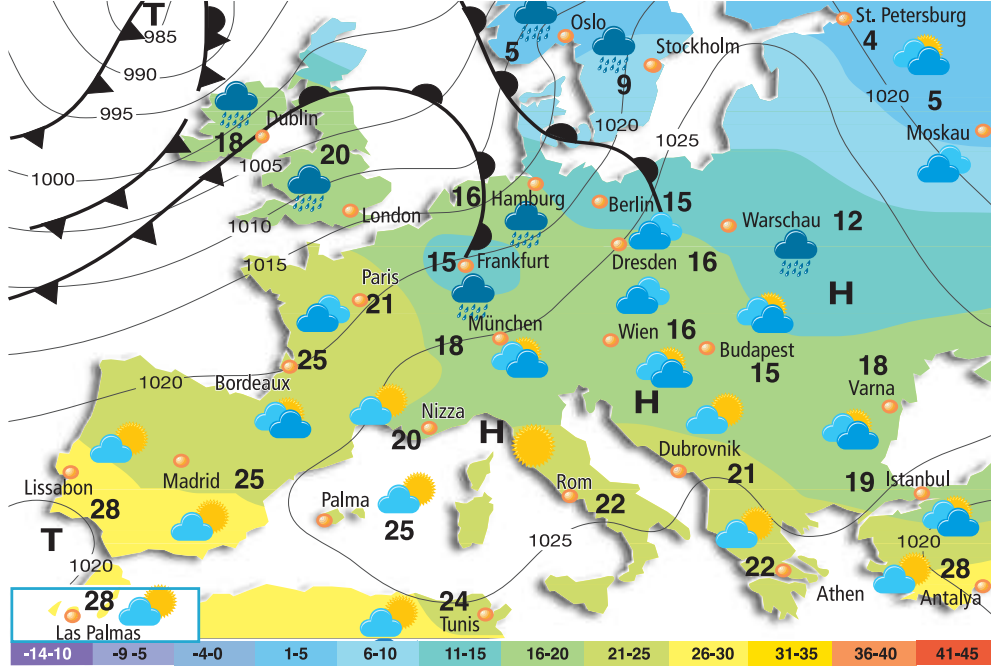 T
985
990
995
1000
1005
1010
1015
1020
5
Oslo
Stockholm
9
St. Petersburg
4
5
1020
Moskau
1020
1025
18
Dublin
20
London
16
Hamburg
Berlin
15
Warschau
12
15
Frankfurt
Dresden
16
H
Paris
21
München
18
Wien
16
Budapest
15
18
Varna
25
Bordeaux
Nizza
20
H
H
Dubrovnik
21
Lissabon
28
Madrid
25
Palma
25
Rom
22
19
Istanbul
T
1020
1025
1020
22
Athen
28
Antalya
28
Las Palmas
24
Tunis
-14-10
-9 -5
-4-0
1-5
6-10
11-15
16-20
21-25
26-30
31-35
36-40
41-45